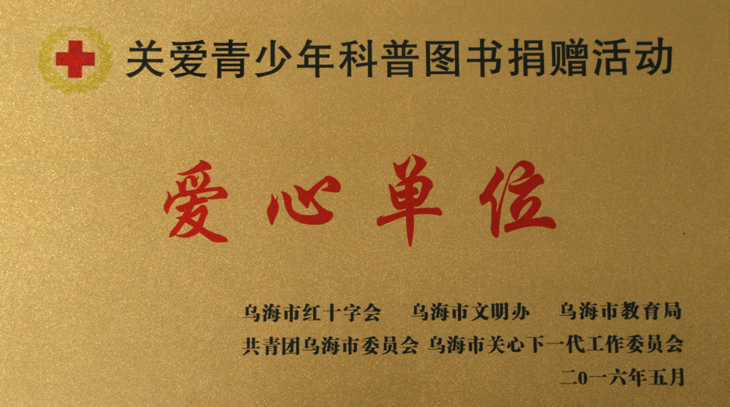 关爱青少年科普图书捐赠活动
爱心单位
乌海市红十字会 乌海市文明办 乌海市教育局
共青团乌海市委员会 乌海市关心下一代工作委员会
二0一六年五月